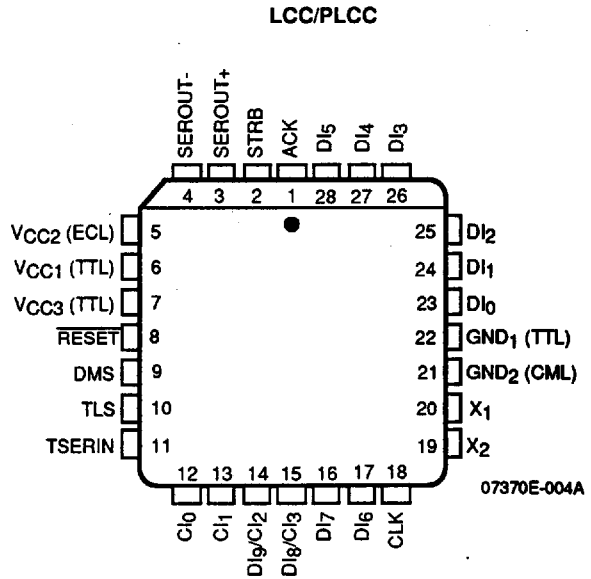 LCC/PLCC
SEROUT-
SEROUT+
STRB
ACK
DI5
DI4
DI3
4 3 2 1 28 27 26
VCC2 (ECL) 5
VCC1 (TTL) 6
VCC3 (TTL) 7
RESET 8
DMS 9
TLS 10
TSERIN 11
25 DI2
24 DI1
23 DI0
22 GND1 (TTL)
21 GND2 (CML)
20 X1
19 X2
12 13 14 15 16 17 18
CI0
CI1
DI9/CI2
DI8/CI3
DI7
DI6
CLK
07370E-004A